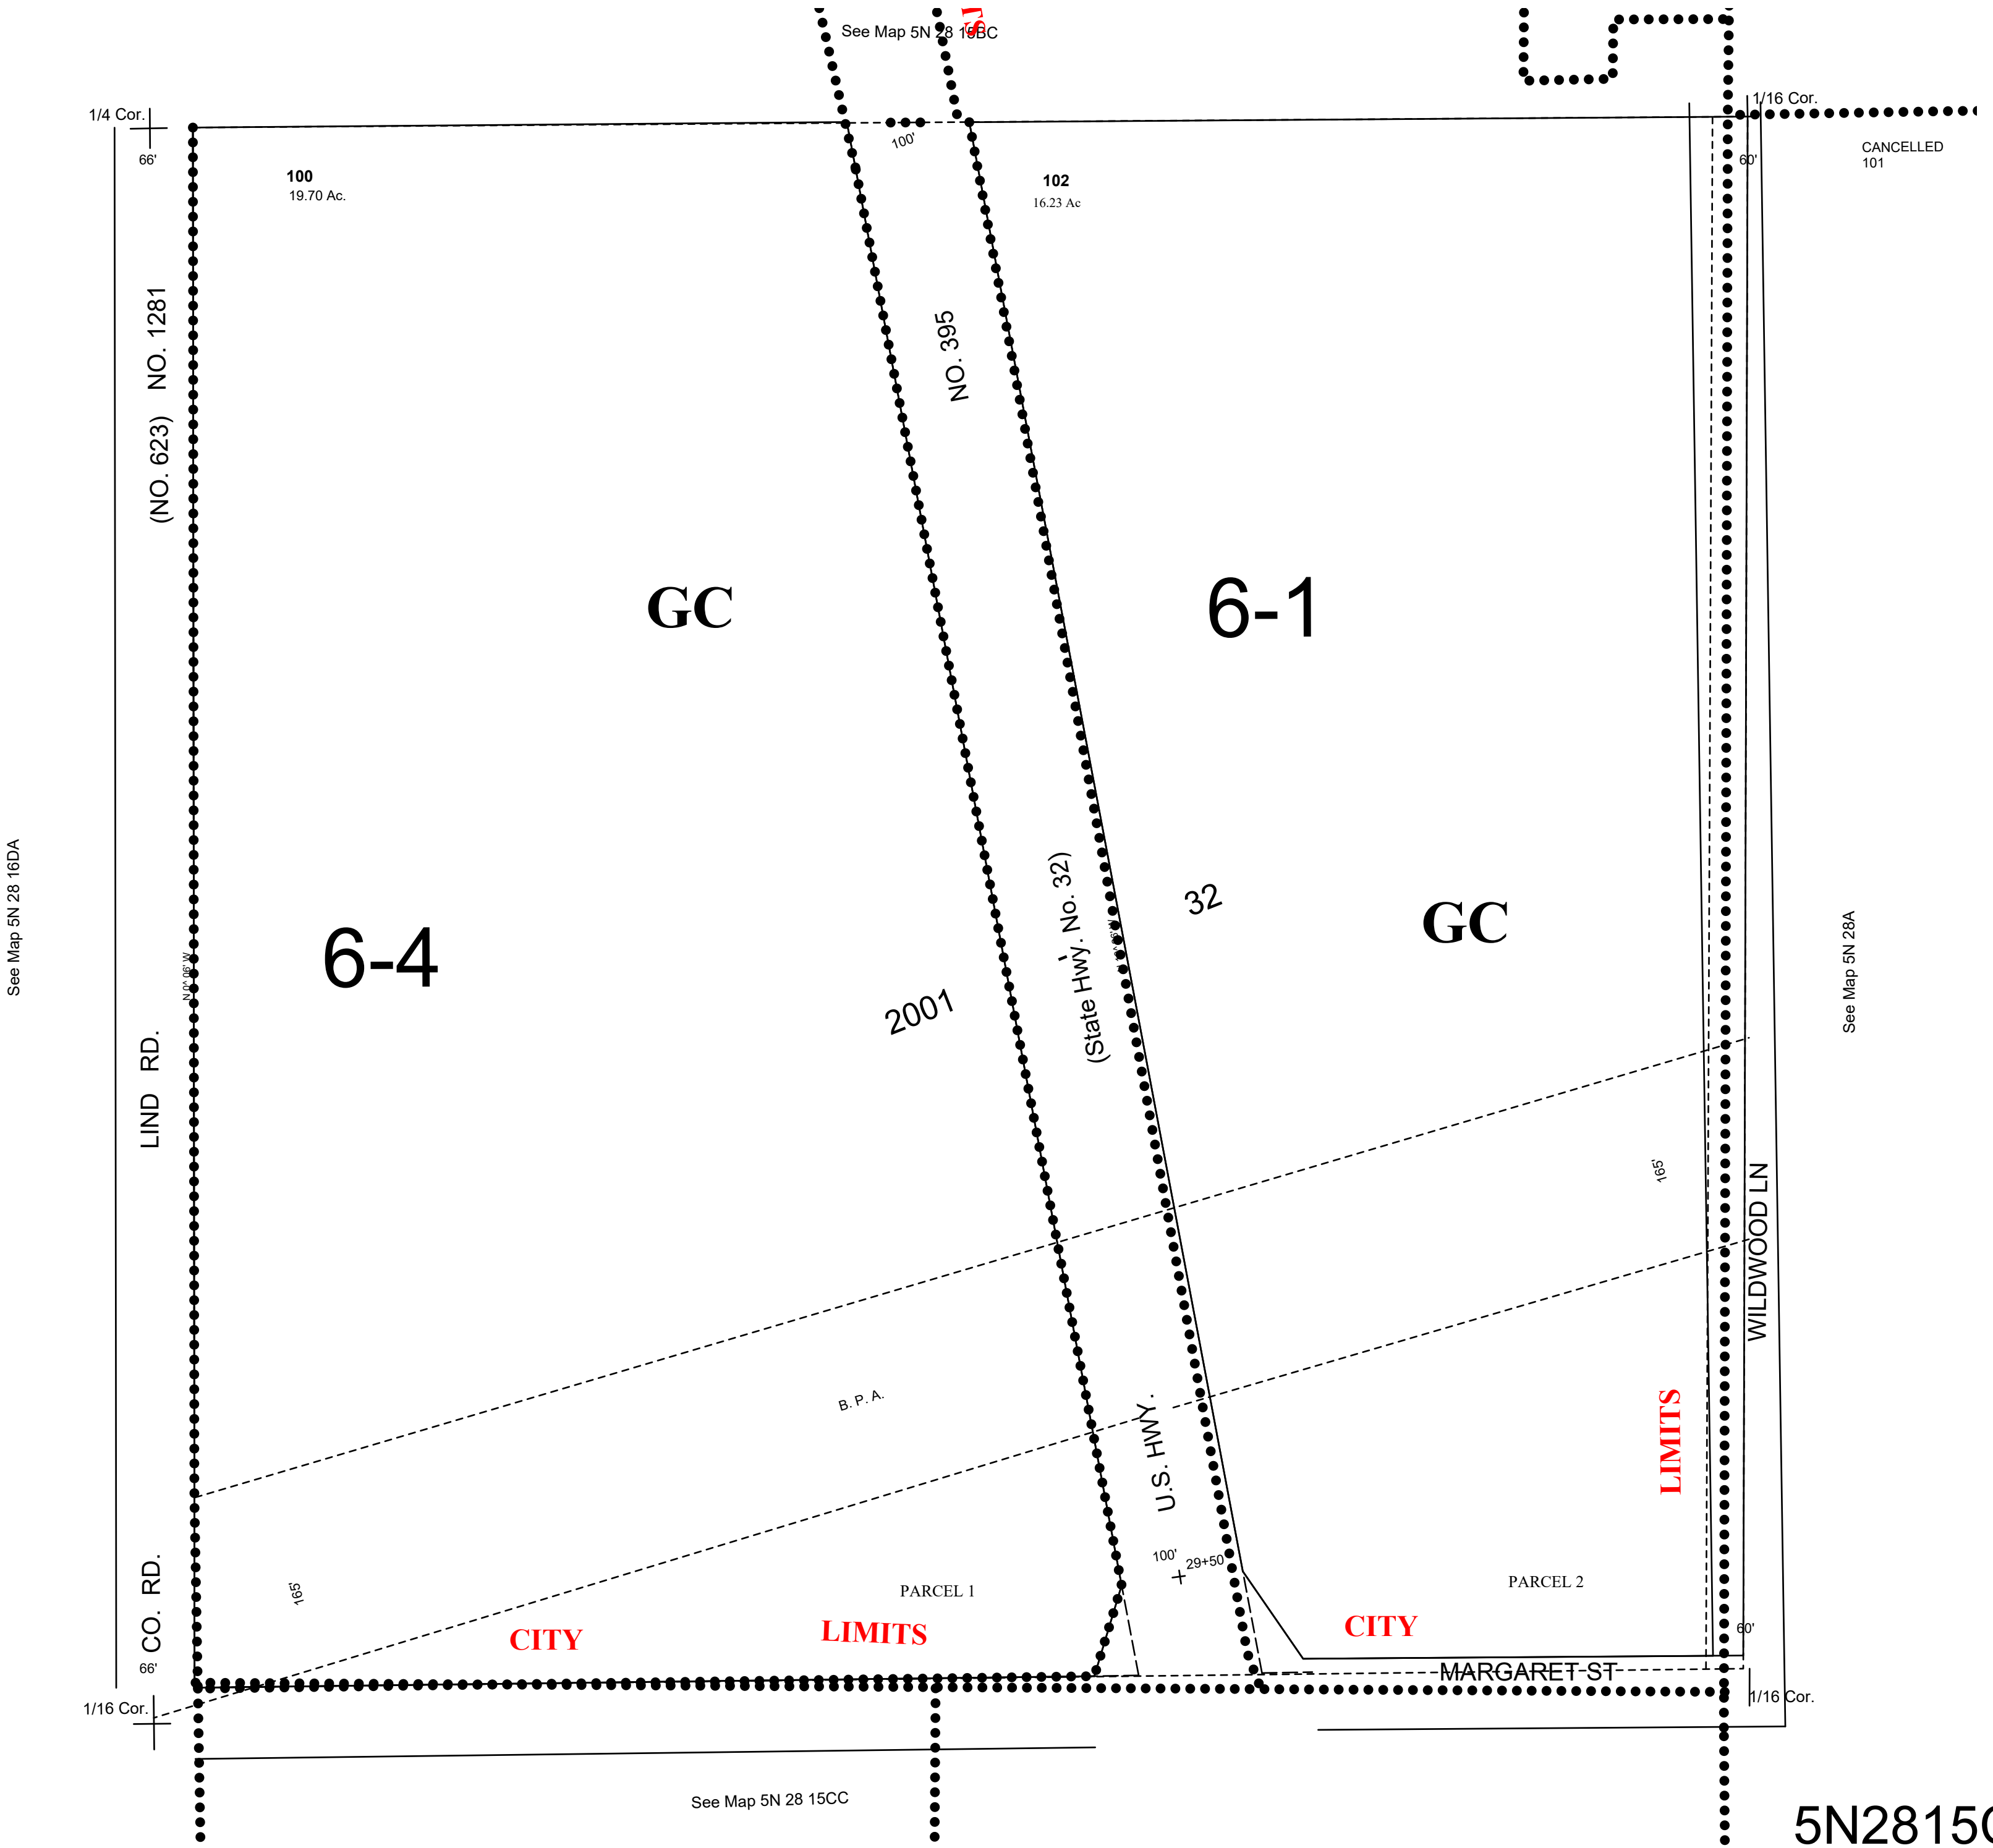 See Map 5N 28 15BC
1/4 Cor.
1/16 Cor.
66'
100'
60'
CANCELLED
101
100
19.70 Ac.
102
16.23 Ac
(NO. 623) NO. 1281
NO. 395
GC
6-1
See Map 5N 28 16DA
6-4
N 0^ 06' W
2001
(State Hwy. No. 32)
32
GC
See Map 5N 28A
LIND RD.
165'
WILDWOOD LN
B. P. A.
U.S. HWY.
LIMITS
CO. RD.
165'
PARCEL 1
100'
29+50
PARCEL 2
CITY
LIMITS
CITY
60'
66'
MARGARET ST
1/16 Cor.
1/16 Cor.
See Map 5N 28 15CC
5N2815